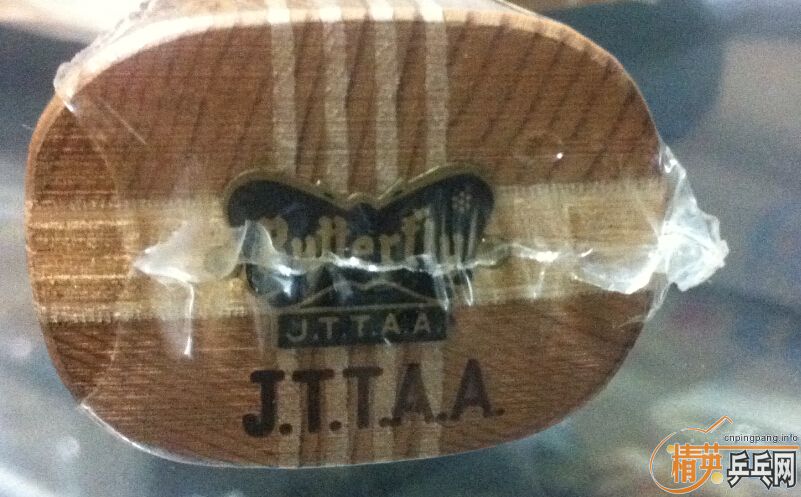 Butterfly
J.T.T.A.A.
J.T.T.A.A.
cnpingpang.info
精英乒乓网